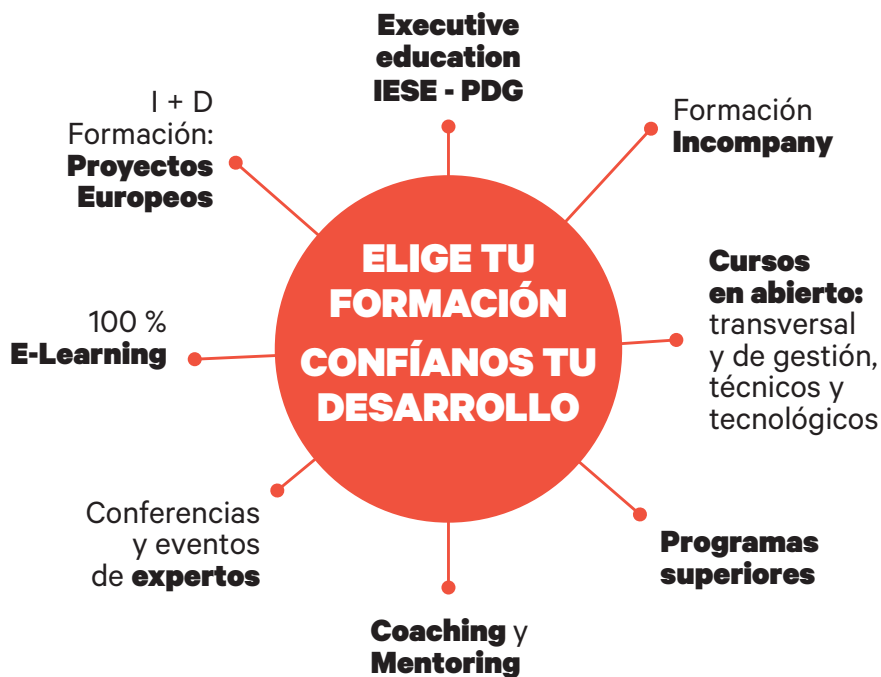 Executive
education
IESE - PDG
Formación
Incompany
Cursos
en abierto:
transversal
y de gestión,
técnicos y
tecnológicos
Programas
superiores
Coaching y
Mentoring
Conferencias
y eventos
de expertos
100 %
E-Learning
I + D
Formación:
Proyectos
Europeos
ELIGE TU
FORMACIÓN
CONFÍANOS TU
DESARROLLO